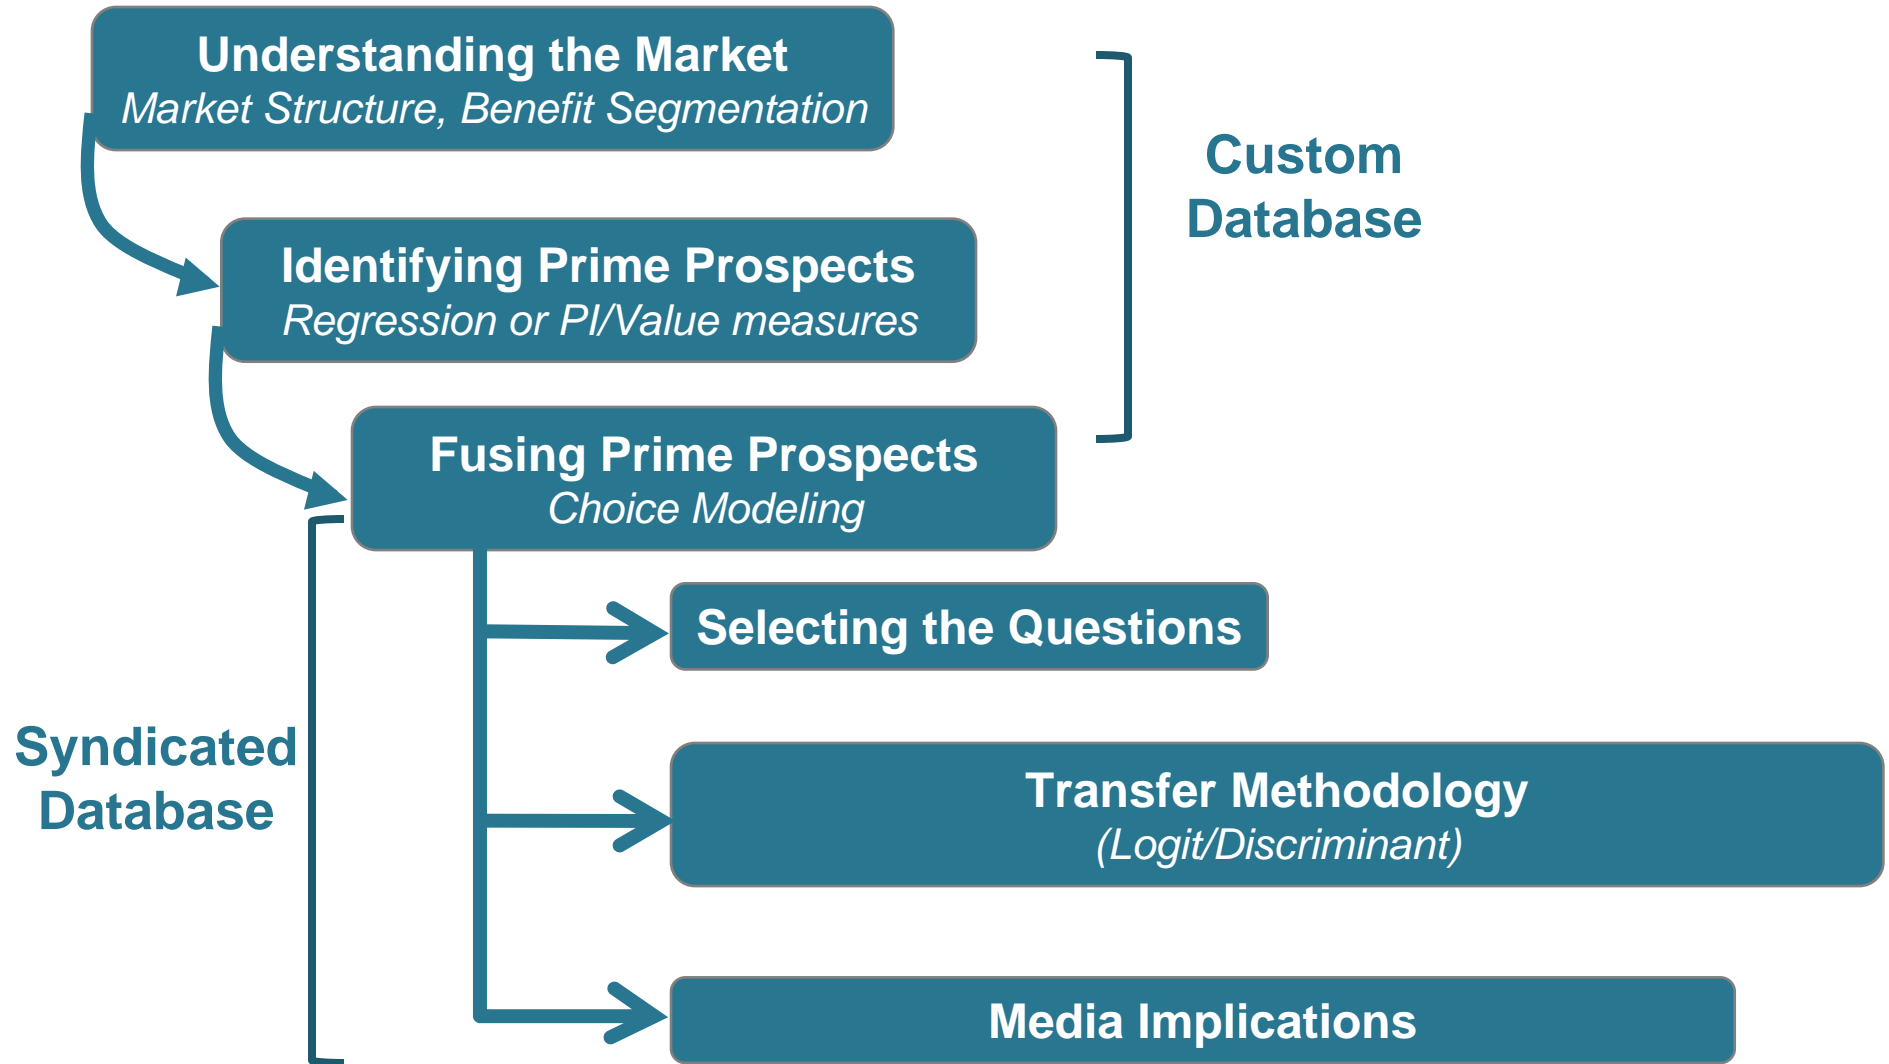 Understanding the Market
Market Structure, Benefit Segmentation
Custom
Database
Identifying Prime Prospects
Regression or PI/Value measures
Fusing Prime Prospects
Choice Modeling
Selecting the Questions
Syndicated
Database
Transfer Methodology
(Logit/Discriminant)
Media Implications